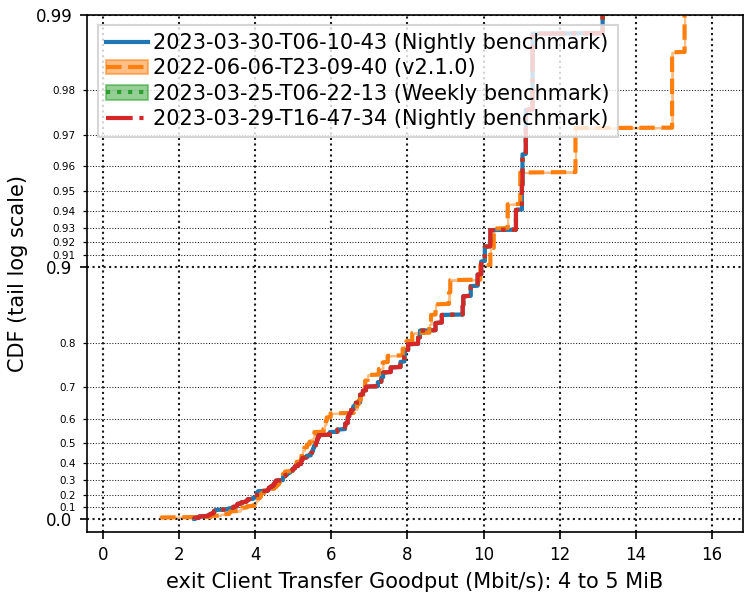 0.99
2023-03-30-T06-10-43 (Nightly benchmark)
2022-06-06-T23-09-40 (v2.1.0)
2023-03-25-T06-22-13 (Weekly benchmark)
2023-03-29-T16-47-34 (Nightly benchmark)
0.98
0.97
0.96
0.95
0.94
0.93
0.92
0.91
0.9
0.8
0.7
0.6
0.5
0.4
0.3
0.2
0.1
0.0
CDF (tail log scale)
0 2 4 6 8 10 12 14 16
exit Client Transfer Goodput (Mbit/s): 4 to 5 MiB